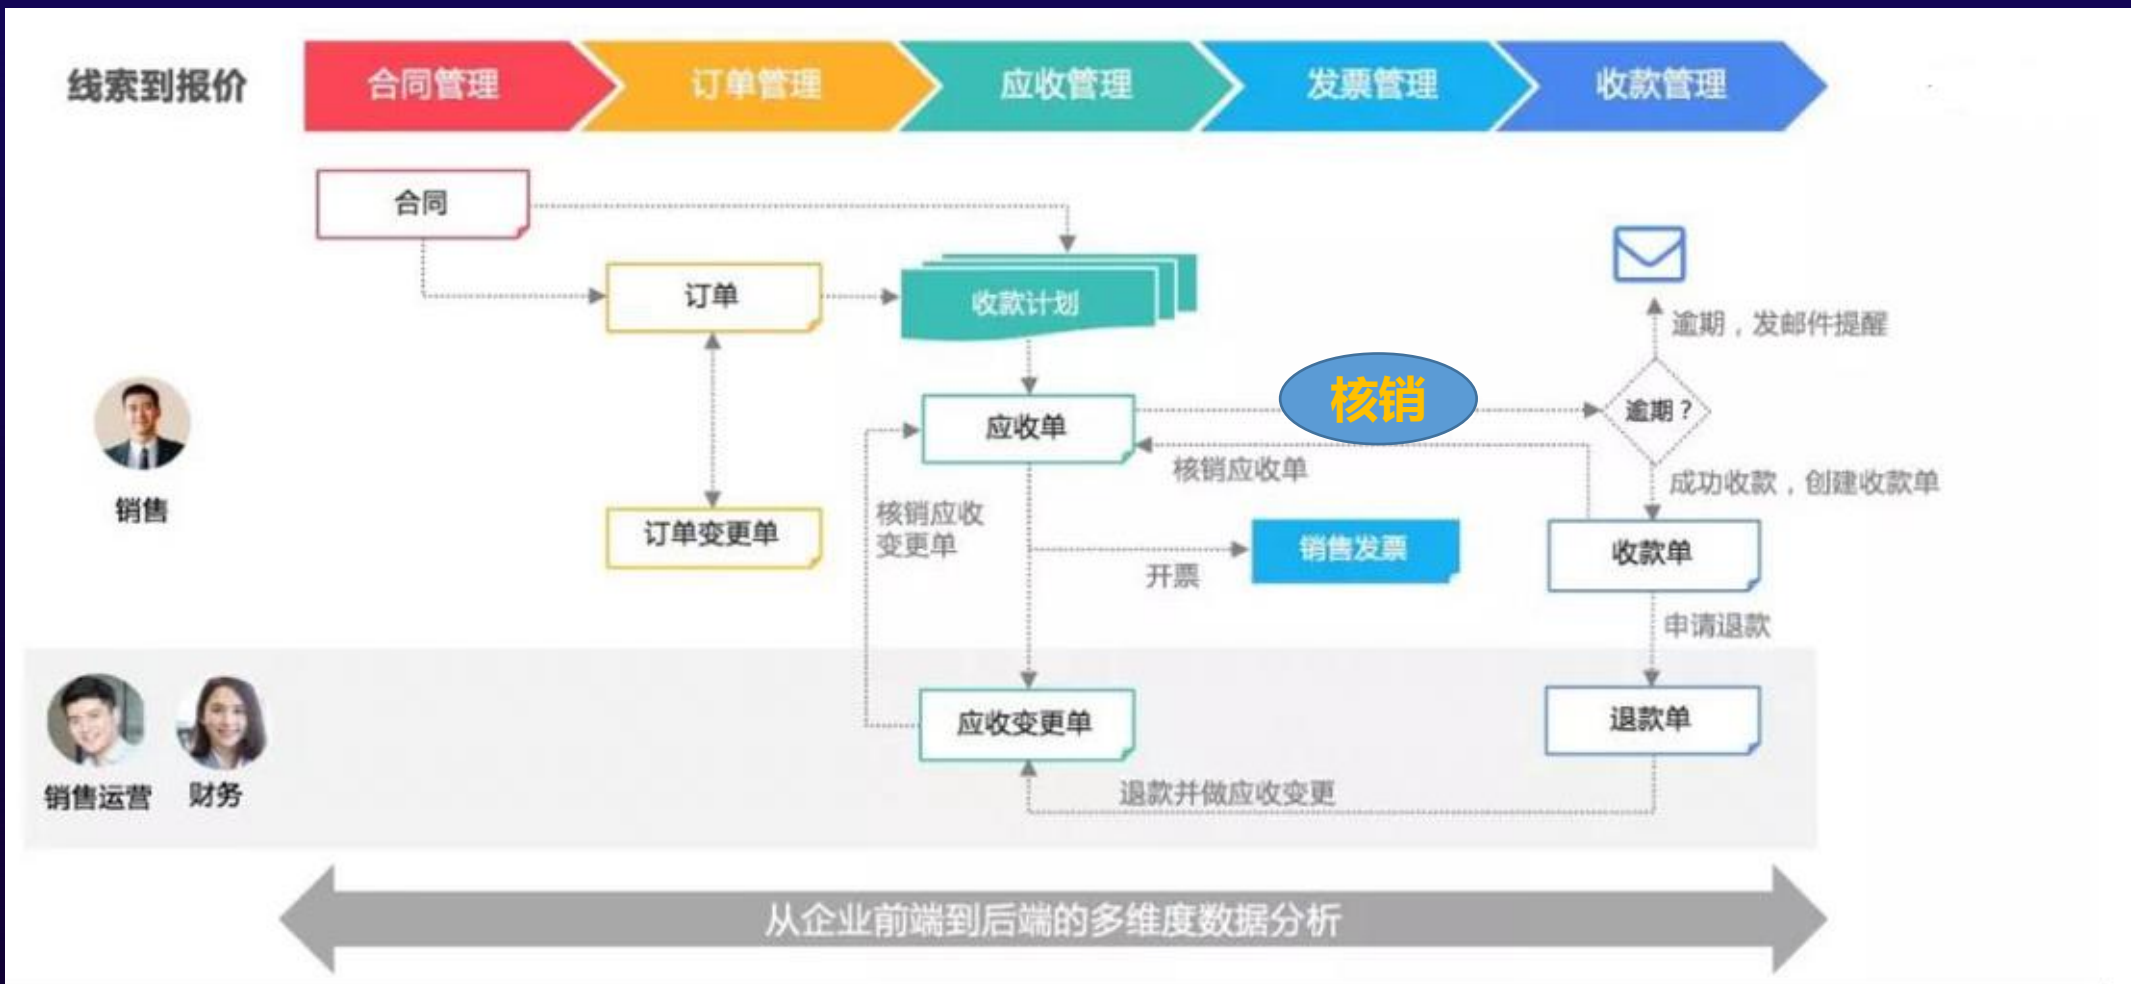 线索到报价
合同管理
订单管理
应收管理
发票管理
收款管理
合同
订单
收款计划
逾期，发邮件提醒
核销
应收单
逾期？
核销应收单
成功收款，创建收款单
销售
订单变更单
核销应收
变更单
销售发票
开票
收款单
申请退款
应收变更单
退款单
销售运营
财务
退款并做应收变更
从企业前端到后端的多维度数据分析